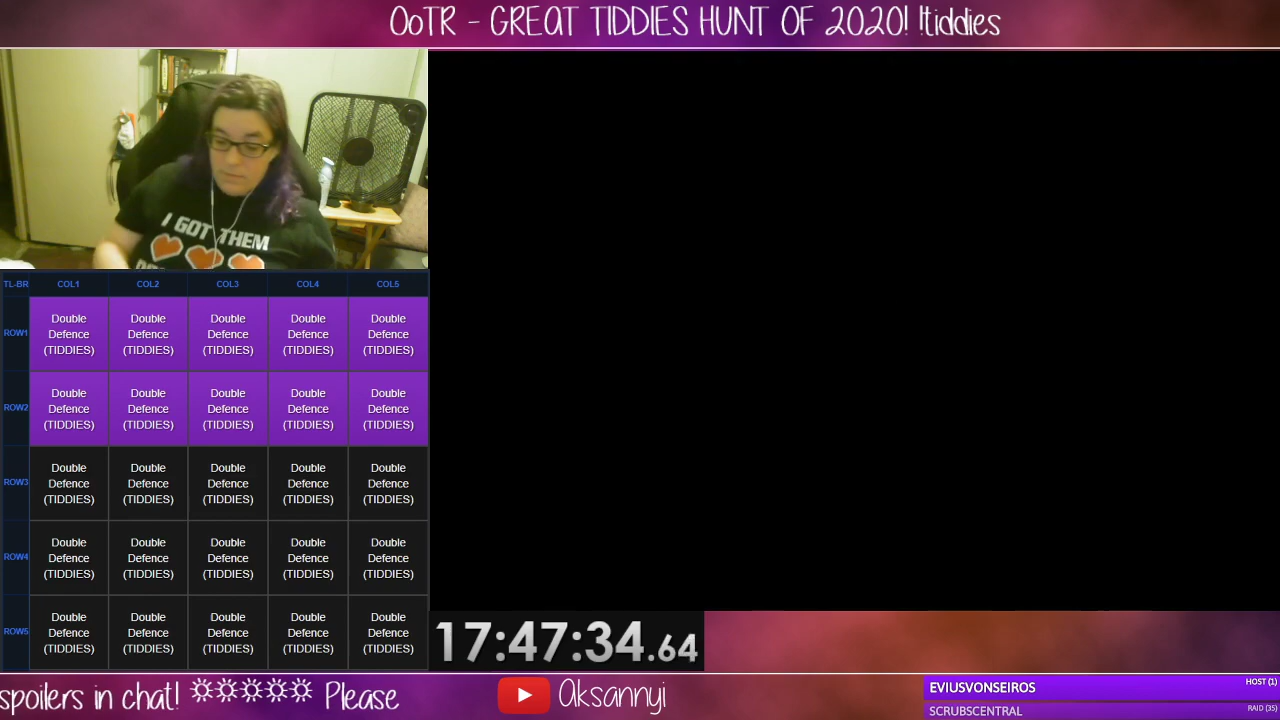 OoTR - GREAT TIDDIES HUNT OF 2020! !tiddies
I GOT THEM
TL-BR COL1 COL2 COL3 COL4 COL5
ROW1
Double Double Double Double Double
Defence Defence Defence Defence Defence
(TIDDIES) (TIDDIES) (TIDDIES) (TIDDIES) (TIDDIES)
ROW2
Double Double Double Double Double
Defence Defence Defence Defence Defence
(TIDDIES) (TIDDIES) (TIDDIES) (TIDDIES) (TIDDIES)
ROW3
Double Double Double Double Double
Defence Defence Defence Defence Defence
(TIDDIES) (TIDDIES) (TIDDIES) (TIDDIES) (TIDDIES)
ROW4
Double Double Double Double Double
Defence Defence Defence Defence Defence
(TIDDIES) (TIDDIES) (TIDDIES) (TIDDIES) (TIDDIES)
ROW5
Double Double Double Double Double
Defence Defence Defence Defence Defence
(TIDDIES) (TIDDIES) (TIDDIES) (TIDDIES) (TIDDIES)
17:47:34.64
spoilers in chat! ☼☼☼☼☼ Please
Aksannyi
EVIUSVONSEIROS HOST (1)
SCRUBSCENTRAL RAID (35)